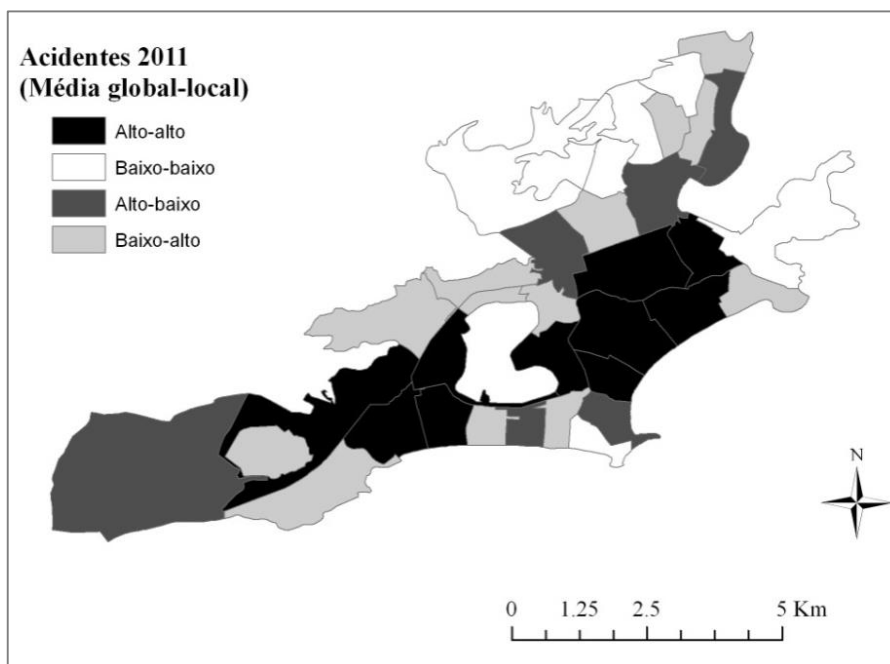 Acidentes 2011
(Média global-local)
Alto-alto
Baixo-baixo
Alto-baixo
Baixo-alto
N
0 1.25 2.5 5 Km